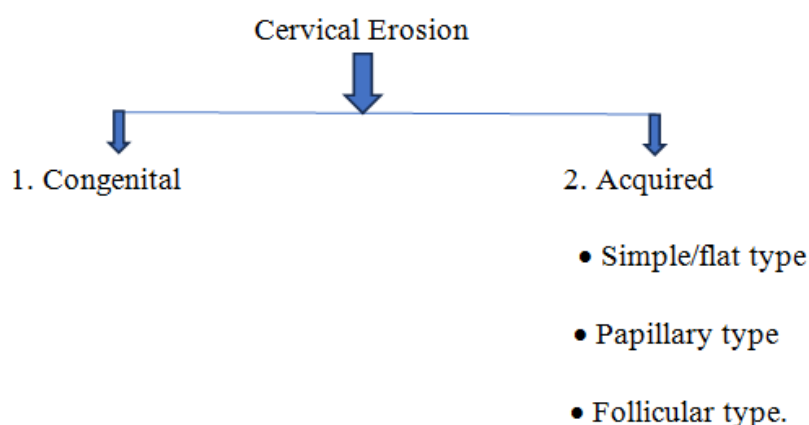 Cervical Erosion
1. Congenital
2. Acquired
● Simple/flat type
● Papillary type
● Follicular type.